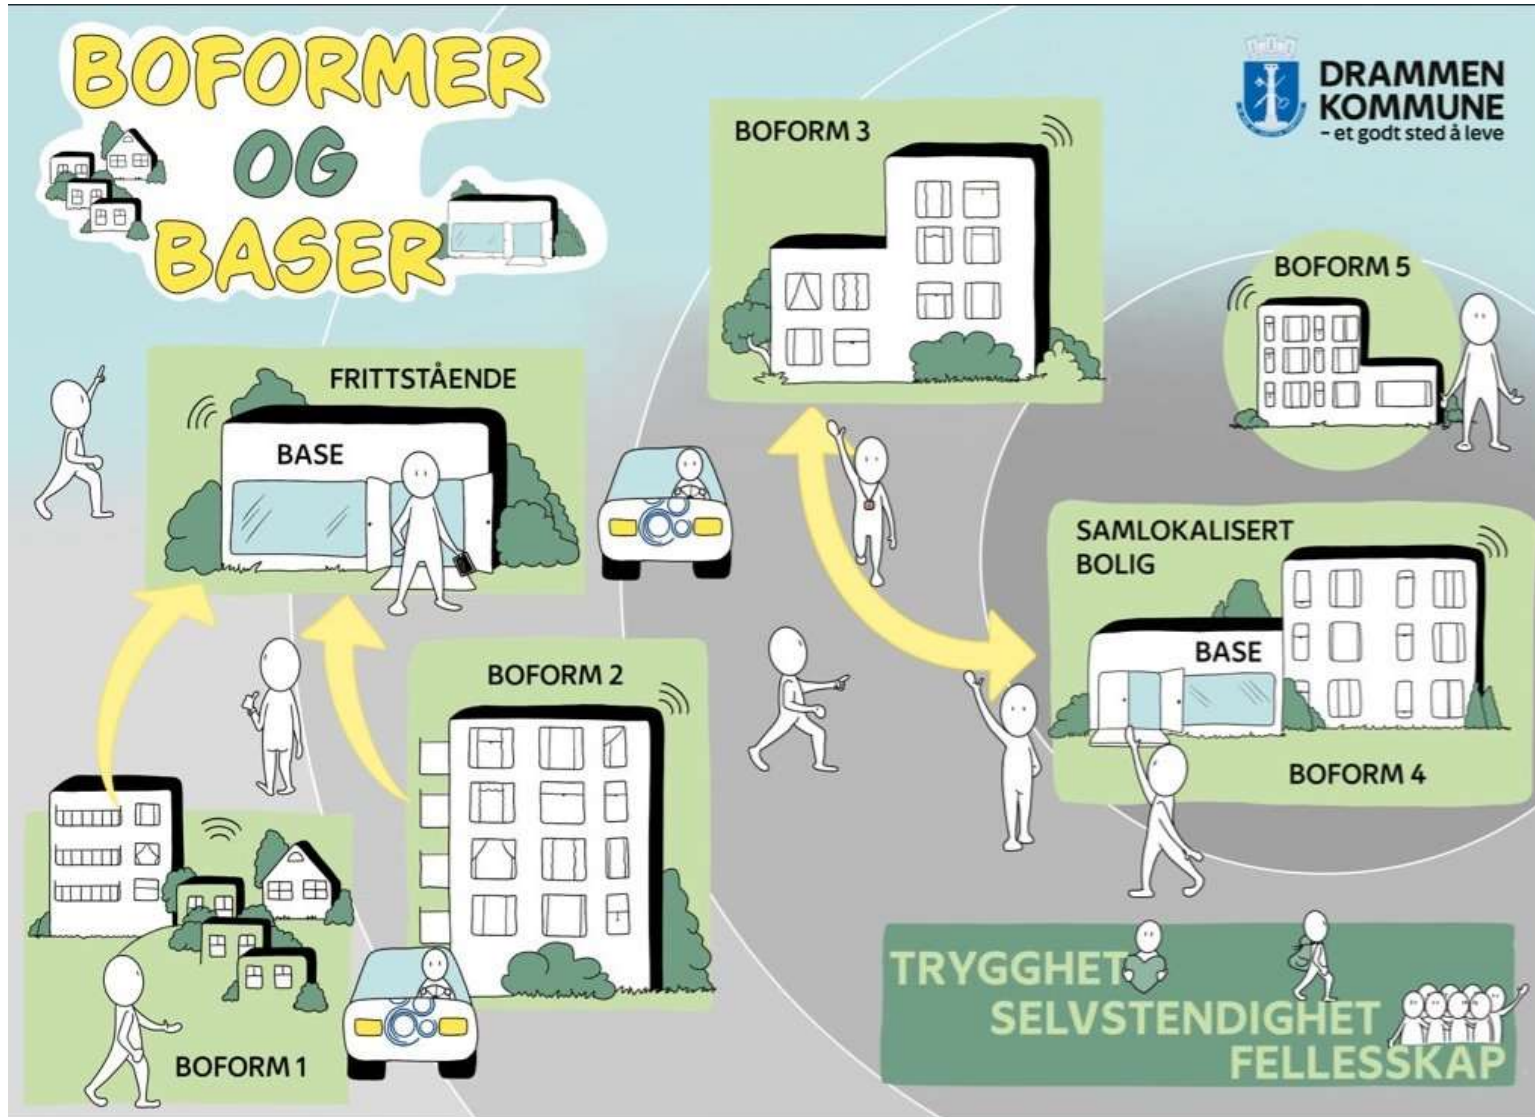 BOFORMER
OG
BASER
DRAMMEN
KOMMUNE
- et godt sted å leve
BOFORM 3
BOFORM 5
FRITTSTÅENDE
BASE
SAMLOKALISERT
BOLIG
BASE
BOFORM 4
BOFORM 2
BOFORM 1
TRYGGHET
SELVSTENDIGHET
FELLESSKAP